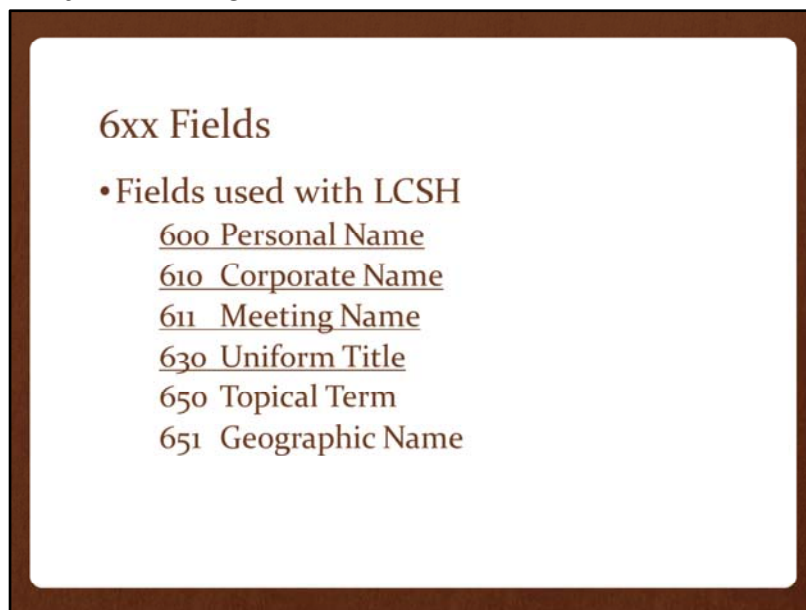 6xx Fields
•Fields used with LCSH
600 Personal Name
610 Corporate Name
611 Meeting Name
630 Uniform Title
650 Topical Term
651 Geographic Name